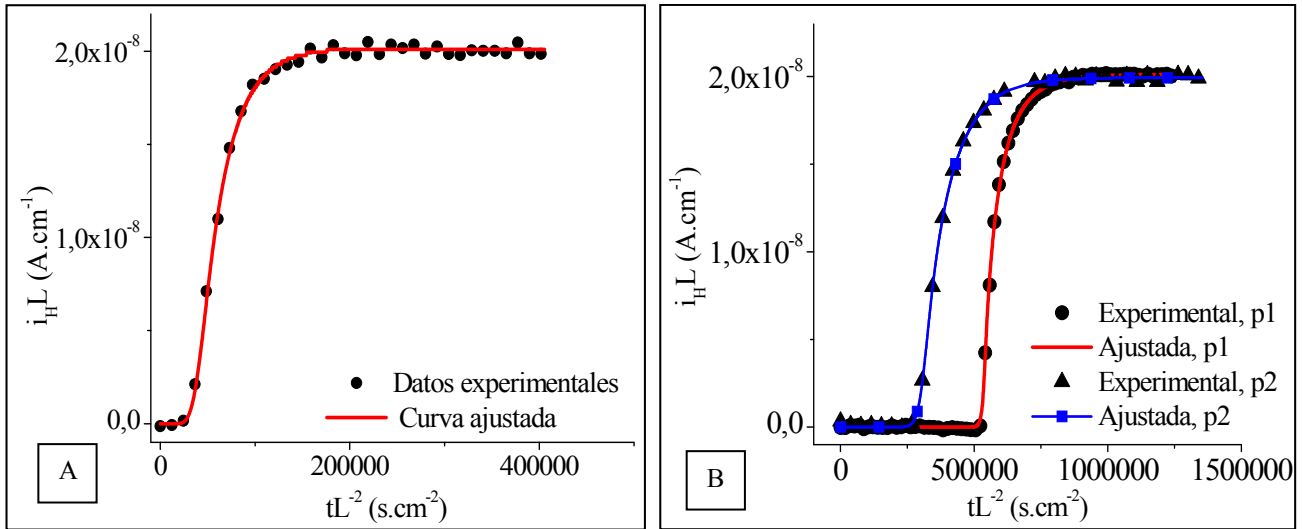 2,0x10⁻⁸
1,0x10⁻⁸
0,0
i_HL (A.cm⁻¹)
Datos experimentales
Curva ajustada
A
0 200000 400000
tL⁻² (s.cm⁻²)
2,0x10⁻⁸
1,0x10⁻⁸
0,0
i_HL (A.cm⁻¹)
Experimental, p1
Ajustada, p1
Experimental, p2
Ajustada, p2
B
0 500000 1000000 1500000
tL⁻² (s.cm⁻²)